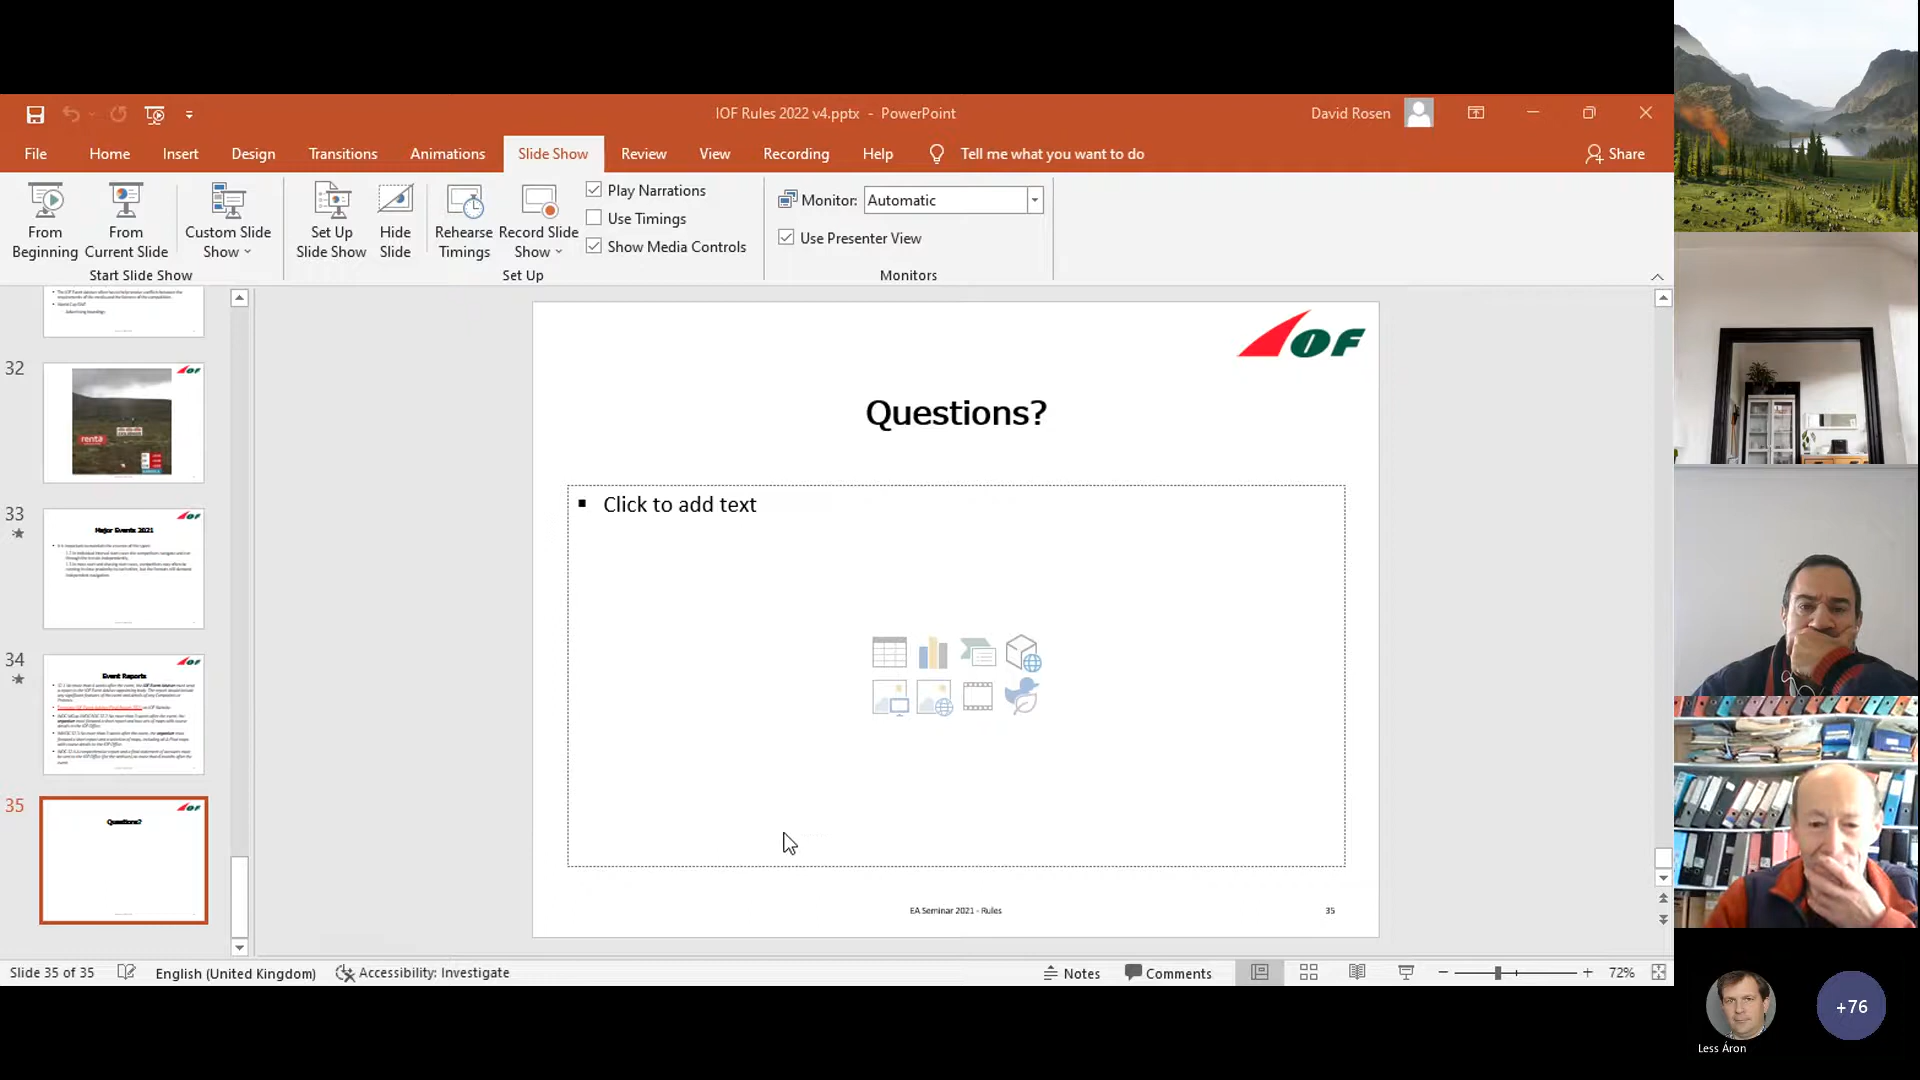 IOF Rules 2022 v4.pptx - PowerPoint
David Rosen
File
Home
Insert
Design
Transitions
Animations
Slide Show
Review
View
Recording
Help
Tell me what you want to do
Share
From
Beginning
From
Current Slide
Custom Slide
Show
Start Slide Show
Set Up
Slide Show
Hide
Slide
Rehearse
Timings
Record Slide
Show
Play Narrations
Use Timings
Show Media Controls
Set Up
Monitor:
Automatic
Use Presenter View
Monitors
32
renta
33
Major Events 2021
34
Event Reports
35
Questions?
IOF
Questions?
Click to add text
EA Seminar 2021 - Rules
35
Slide 35 of 35
English (United Kingdom)
Accessibility: Investigate
Notes
Comments
72%
+76
Less Áron